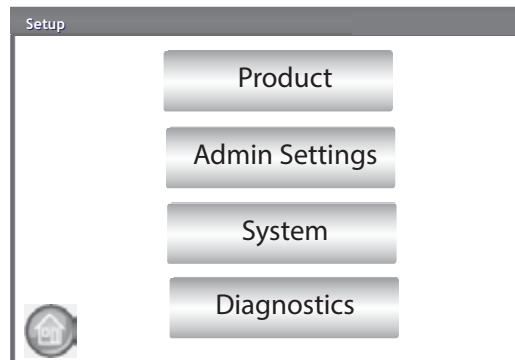 Setup
Product
Admin Settings
System
Diagnostics